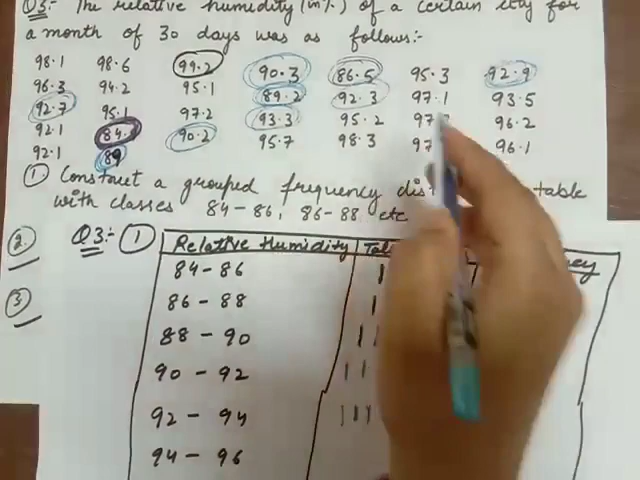 Q3:- The relative humidity (in%) of a certain city for
a month of 30 days was as follows:-
98.1 98.6 99.2 90.3 86.5 95.3 92.9
96.3 94.2 95.1 89.2 92.3 97.1 93.5
92.7 95.1 97.2 93.3 95.2 97 96.2
92.1 84. 90.2 95.7 98.3 97 96.1
92.1 89
① Construct a grouped frequency dis table
with classes 84-86, 86-88 etc
2. Q3:- ① Relative Humidity Tal
3.
84-86
86-88
88-90
90-92
92-94
94-96